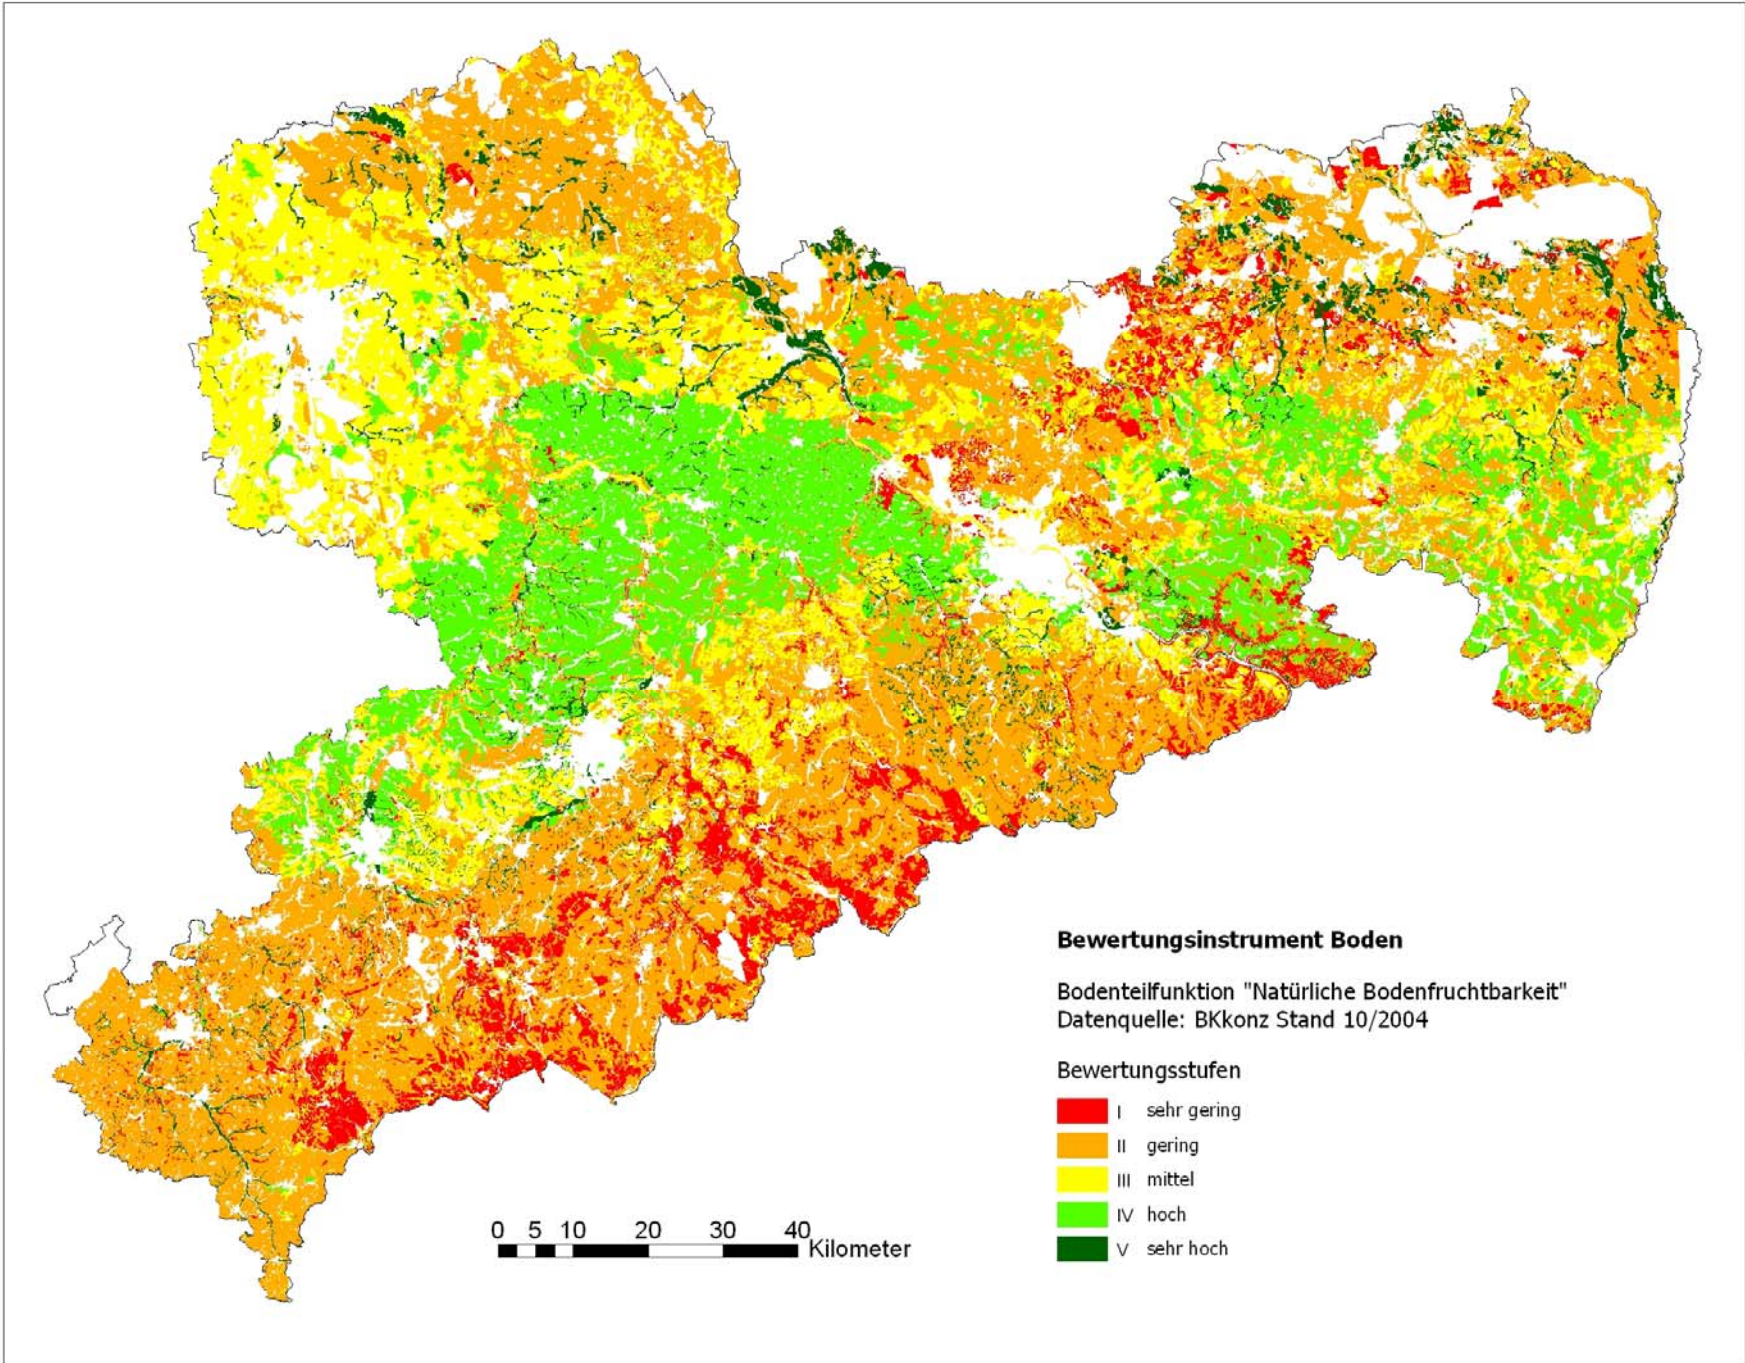 Bewertungsinstrument Boden
Bodenteilfunktion "Natürliche Bodenfruchtbarkeit"
Datenquelle: BKkonz Stand 10/2004
Bewertungsstufen
I sehr gering
II gering
III mittel
IV hoch
V sehr hoch
0 5 10 20 30 40
Kilometer